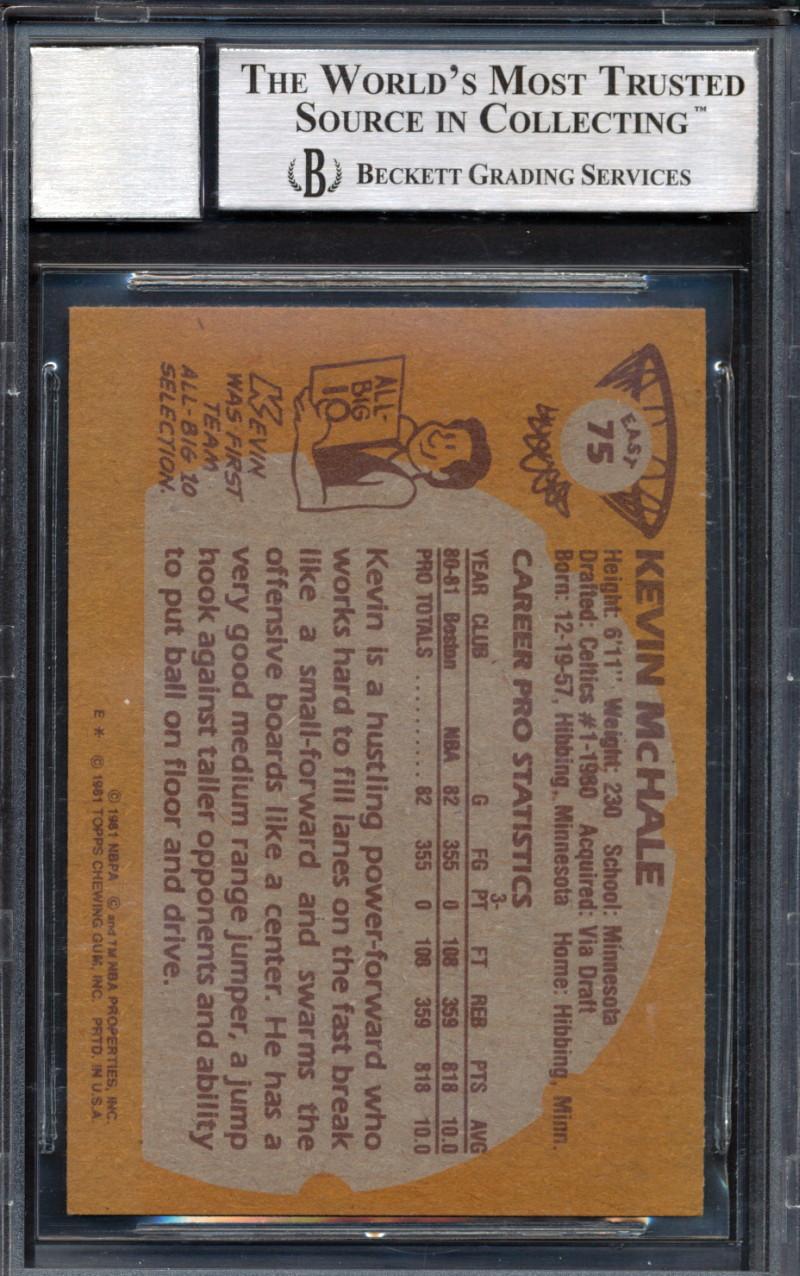 THE WORLD'S MOST TRUSTED
SOURCE IN COLLECTING™
B BECKETT GRADING SERVICES
EAST
75
KEVIN McHALE
Height: 6'11" Weight: 230 School: Minnesota
Drafted: Celtics #1-1980 Acquired: Via Draft
Born: 12-19-57, Hibbing, Minnesota Home: Hibbing, Minn.
CAREER PRO STATISTICS
3-
YEAR CLUB G FG PT FT REB PTS AVG
80-81 Boston NBA 82 355 0 108 359 818 10.0
PRO TOTALS .......... 82 355 0 108 359 818 10.0
Kevin is a hustling power-forward who
works hard to fill lanes on the fast break
like a small-forward and swarms the
offensive boards like a center. He has a
very good medium range jumper, a jump
hook against taller opponents and ability
to put ball on floor and drive.
ALL-
BIG
10
KEVIN
WAS FIRST
TEAM
ALL-BIG 10
SELECTION.
© 1981 NBPA © and TM NBA PROPERTIES, INC.
E * © 1981 TOPPS CHEWING GUM, INC. PRTD. IN U.S.A.